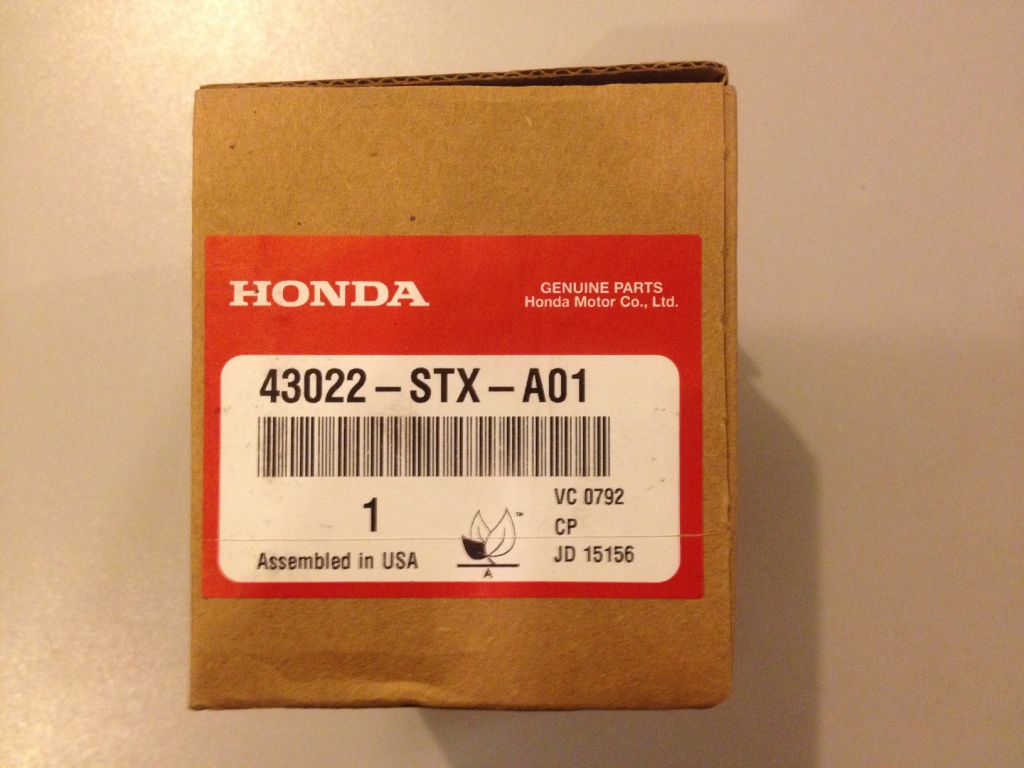 HONDA
GENUINE PARTS
Honda Motor Co., Ltd.
43022–STX–A01
1
VC 0792
™
CP
Assembled in USA
A
JD 15156